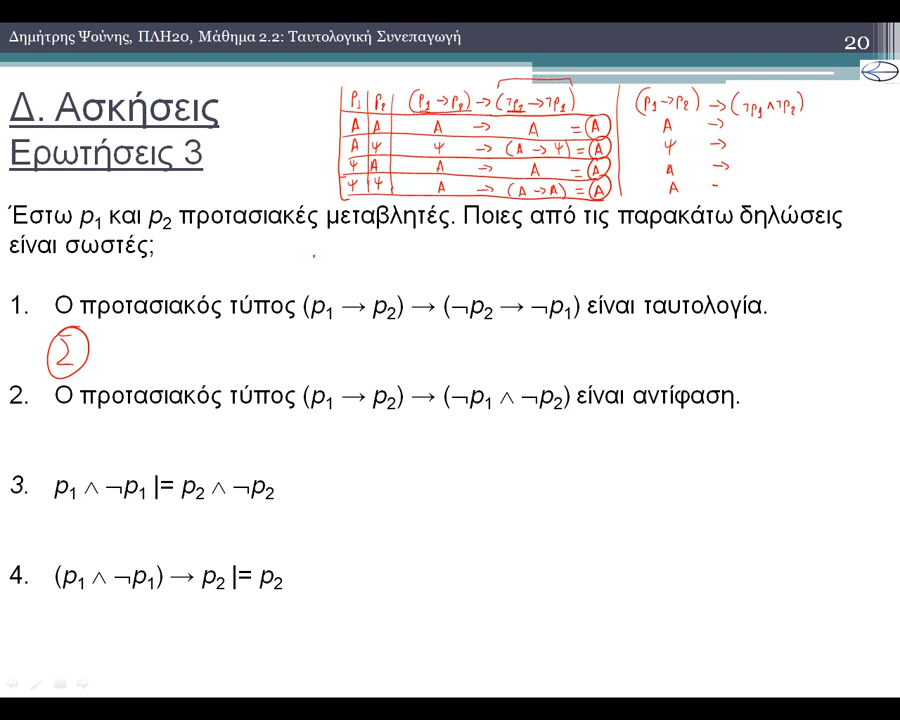 Δημήτρης Ψούνης, ΠΛΗ20, Μάθημα 2.2: Ταυτολογική Συνεπαγωγή
20
Δ. Ασκήσεις
Ερωτήσεις 3
p₁ p₂ (p₁ → p₂) → (¬p₂ → ¬p₁)
Α Α Α → Α = Α
Α Ψ Ψ → (Α → Ψ) = Α
Ψ Α Α → Α = Α
Ψ Ψ Α → (Α → Α) = Α
(p₁ → p₂) → (¬p₁ ∧ ¬p₂)
Α →
Ψ →
Α →
Α -
Έστω p₁ και p₂ προτασιακές μεταβλητές. Ποιες από τις παρακάτω δηλώσεις
είναι σωστές;
1. Ο προτασιακός τύπος (p₁ → p₂) → (¬p₂ → ¬p₁) είναι ταυτολογία.
Σ
2. Ο προτασιακός τύπος (p₁ → p₂) → (¬p₁ ∧ ¬p₂) είναι αντίφαση.
3. p₁ ∧ ¬p₁ |= p₂ ∧ ¬p₂
4. (p₁ ∧ ¬p₁) → p₂ |= p₂